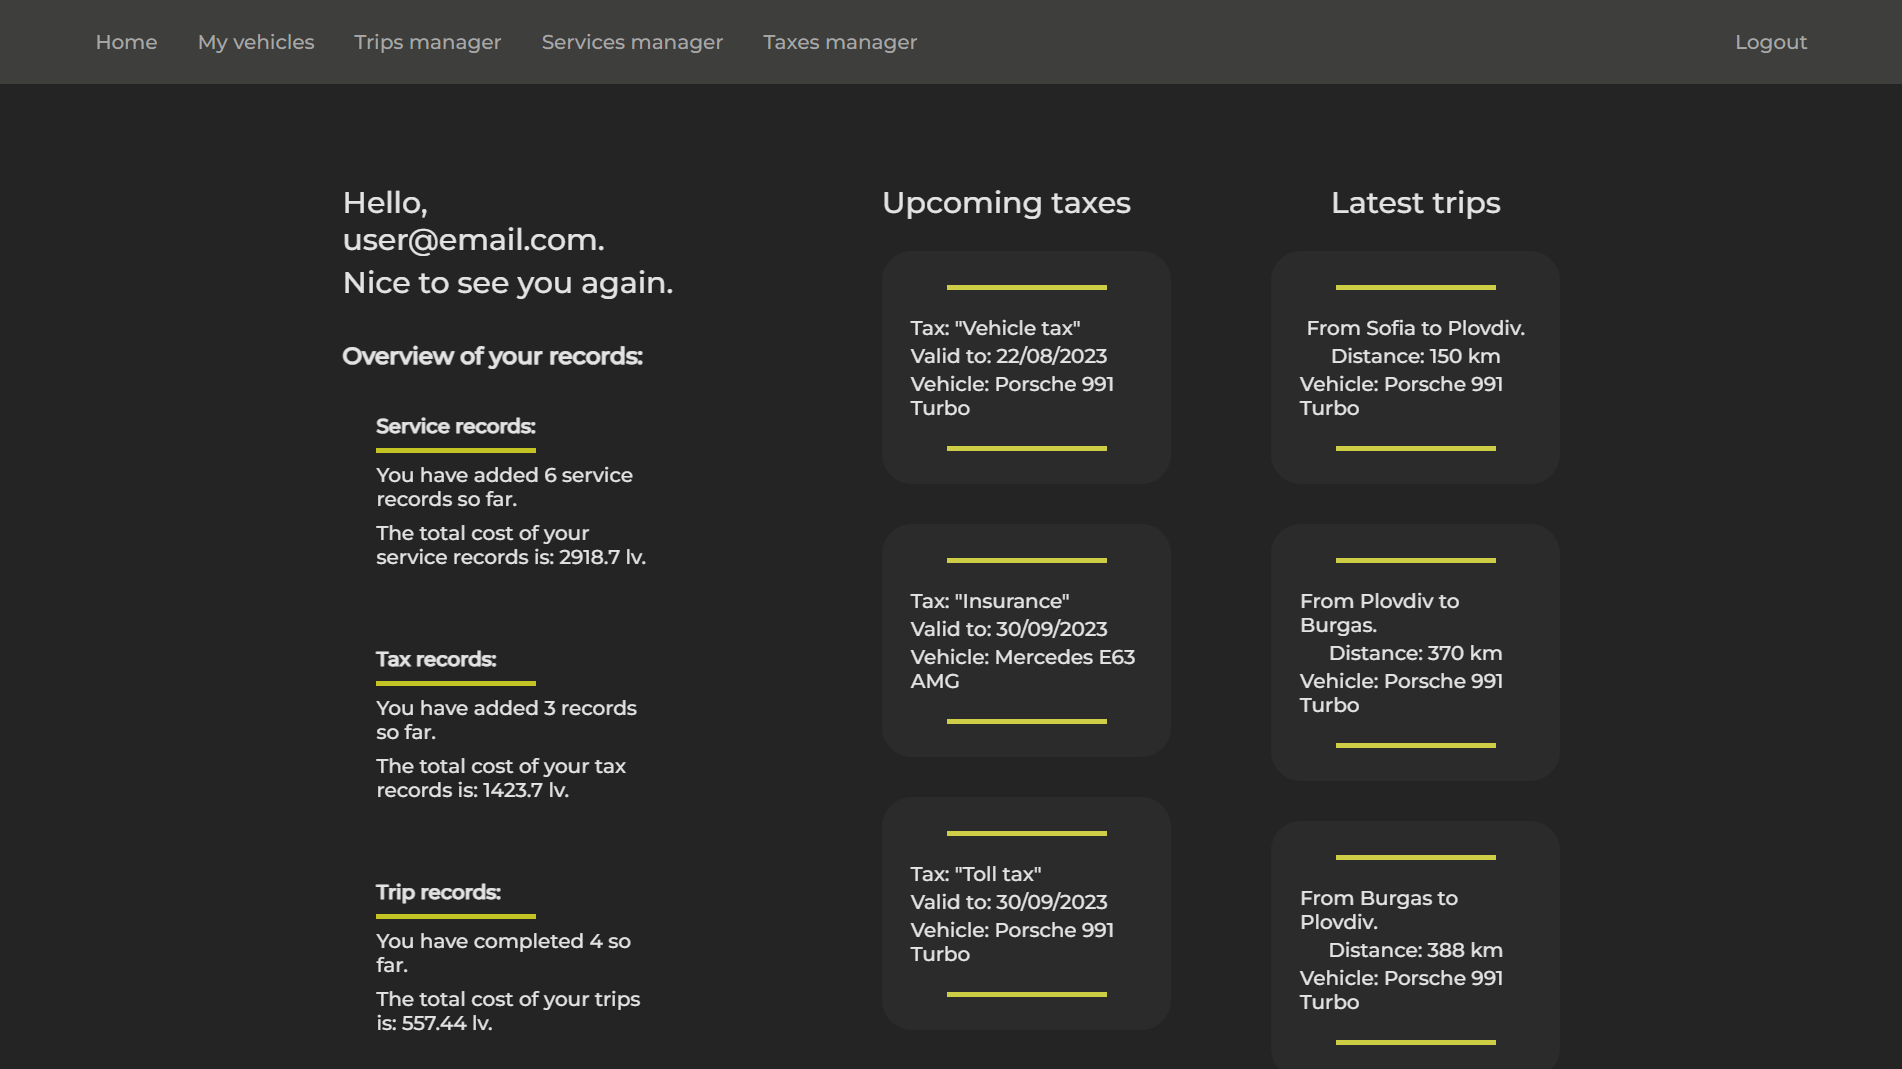 Home My vehicles Trips manager Services manager Taxes manager Logout
Hello,
user@email.com.
Nice to see you again.
Overview of your records:
Service records:
You have added 6 service
records so far.
The total cost of your
service records is: 2918.7 lv.
Tax records:
You have added 3 records
so far.
The total cost of your tax
records is: 1423.7 lv.
Trip records:
You have completed 4 so
far.
The total cost of your trips
is: 557.44 lv.
Upcoming taxes
Tax: "Vehicle tax"
Valid to: 22/08/2023
Vehicle: Porsche 991
Turbo
Tax: "Insurance"
Valid to: 30/09/2023
Vehicle: Mercedes E63
AMG
Tax: "Toll tax"
Valid to: 30/09/2023
Vehicle: Porsche 991
Turbo
Latest trips
From Sofia to Plovdiv.
Distance: 150 km
Vehicle: Porsche 991
Turbo
From Plovdiv to
Burgas.
Distance: 370 km
Vehicle: Porsche 991
Turbo
From Burgas to
Plovdiv.
Distance: 388 km
Vehicle: Porsche 991
Turbo